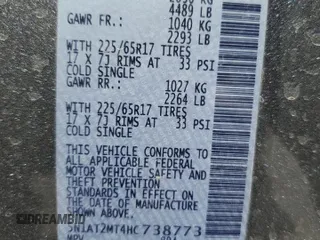 4489 LB
GAWR FR.: 1040 KG
2293 LB
WITH 225/65R17 TIRES
17 X 7J RIMS AT 33 PSI
COLD SINGLE
GAWR RR.: 1027 KG
2264 LB
WITH 225/65R17 TIRES
17 X 7J RIMS AT 33 PSI
COLD SINGLE
THIS VEHICLE CONFORMS
TO ALL APPLICABLE FEDERAL
MOTOR VEHICLE SAFETY AND
THEFT PREVENTION
STANDARDS IN EFFECT ON
THE DATE OF MANUFACTURE
SHOWN ABOVE.
5N1AT2MT4HC738773
MPV
DREAMBID